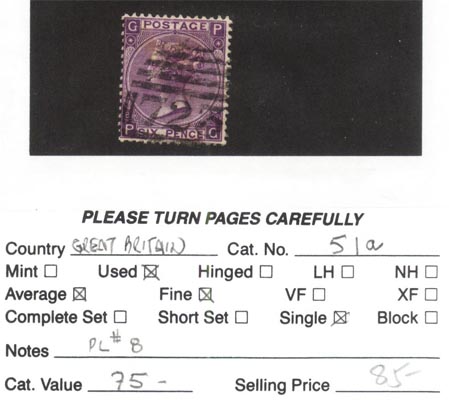 G POSTAGE P
P SIX PENCE G
PLEASE TURN PAGES CAREFULLY
Country GREAT BRITAIN Cat. No. 51a
Mint ☐ Used ☒ Hinged ☐ LH ☐ NH ☐
Average ☒ Fine ☒ VF ☐ XF ☐
Complete Set ☐ Short Set ☐ Single ☒ Block ☐
Notes PL# 8
Cat. Value 75- Selling Price 85-